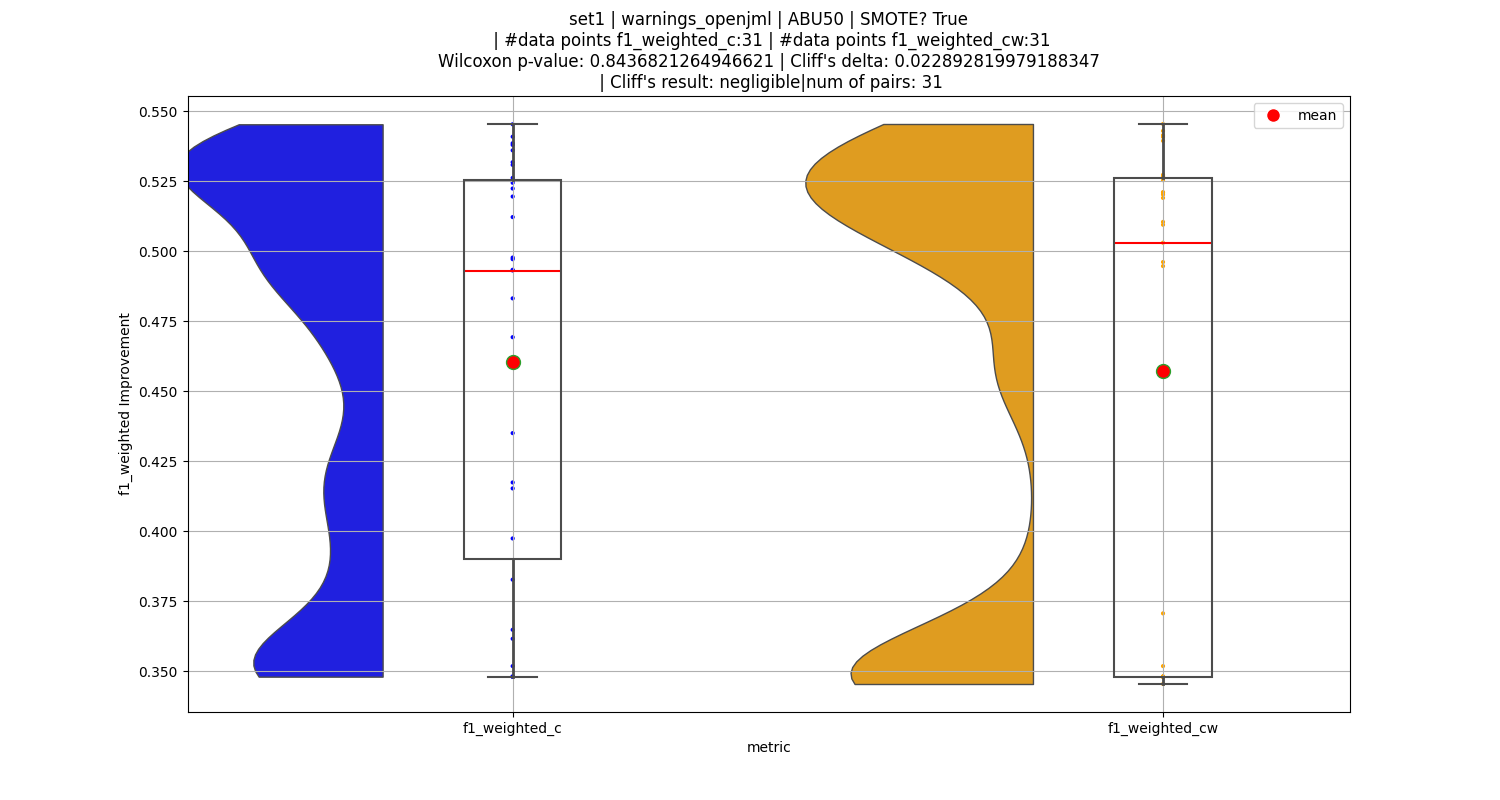 set1 | warnings_openjml | ABU50 | SMOTE? True
| #data points f1_weighted_c:31 | #data points f1_weighted_cw:31
Wilcoxon p-value: 0.8436821264946621 | Cliff's delta: 0.022892819979188347
| Cliff's result: negligible|num of pairs: 31
mean
0.550
0.525
0.500
0.475
0.450
0.425
0.400
0.375
0.350
f1_weighted Improvement
f1_weighted_c
f1_weighted_cw
metric